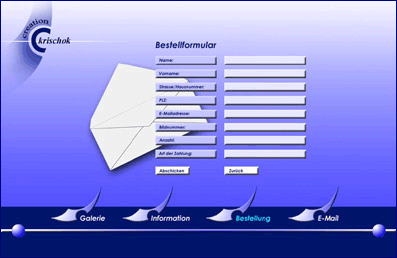 creation
krischok
Bestellformular
Name:
Vorname:
Strasse/Hausnummer:
PLZ:
E-Mailadresse:
Bildnummer:
Anzahl:
Art der Zahlung:
Abschicken Zurück
Galerie Information Bestellung E-Mail